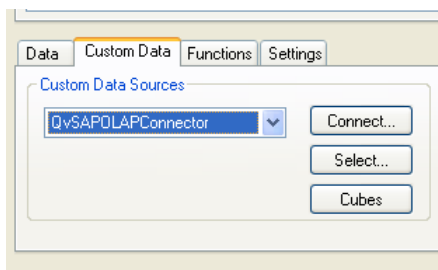 Data Custom Data Functions Settings
Custom Data Sources
QvSAPOLAPConnector Connect...
Select...
Cubes